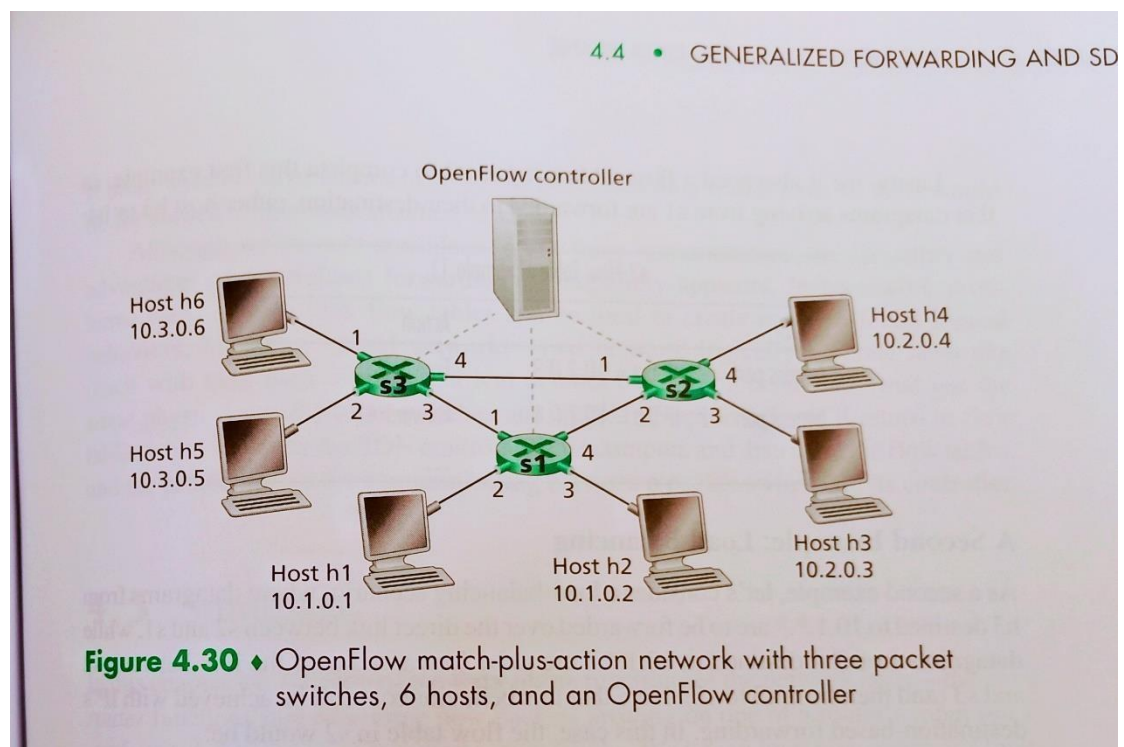 4.4 • GENERALIZED FORWARDING AND SD
OpenFlow controller
Host h6
10.3.0.6
Host h4
10.2.0.4
1
4
1
s3
s2
4
2
3
1
2
3
Host h5
10.3.0.5
s1
4
2
3
Host h1
10.1.0.1
Host h2
10.1.0.2
Host h3
10.2.0.3
Figure 4.30 ♦ OpenFlow match-plus-action network with three packet
switches, 6 hosts, and an OpenFlow controller